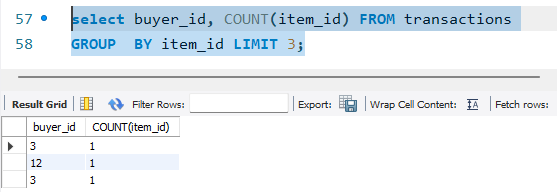 57 select buyer_id, COUNT(item_id) FROM transactions
58 GROUP  BY item_id LIMIT 3;
Result Grid Filter Rows: Export: Wrap Cell Content: Fetch rows:
buyer_id COUNT(item_id)
3 1
12 1
3 1